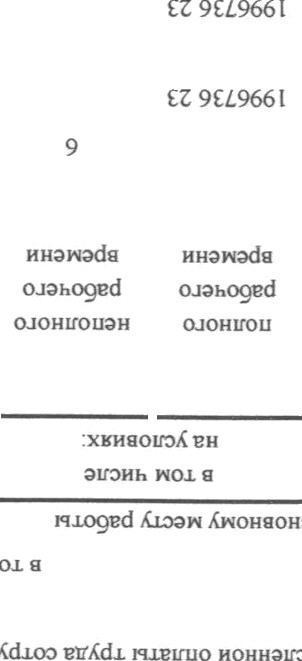 сленной оплаты труда сотру
в то
сновному месту работы
в том числе
на условиях:
полного неполного
рабочего рабочего
времени времени
6
1996736 23
1996736 23